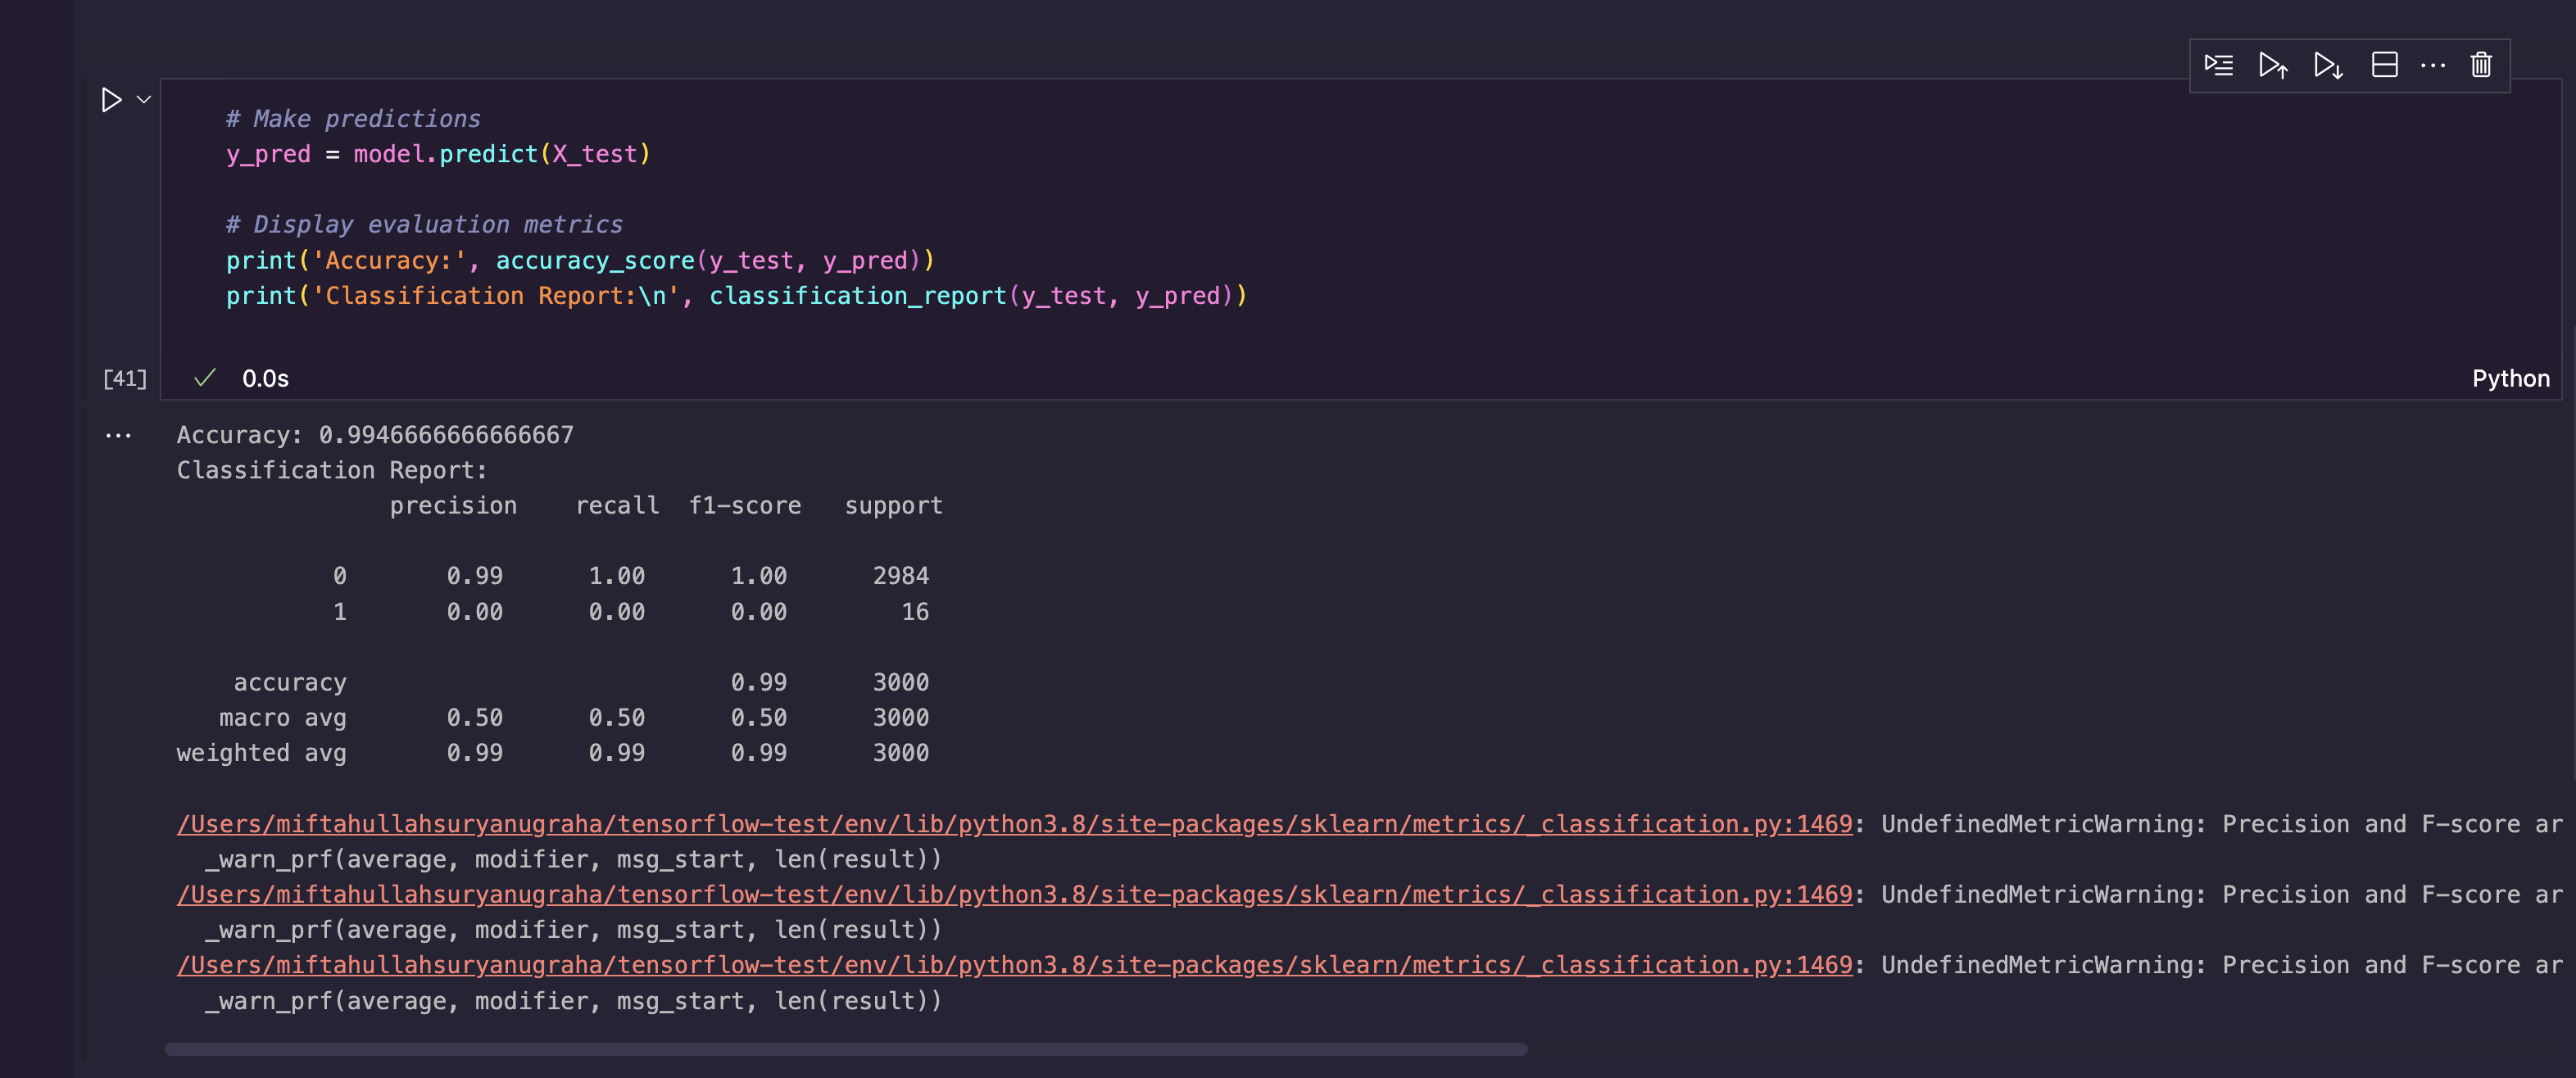 # Make predictions
y_pred = model.predict(X_test)
# Display evaluation metrics
print('Accuracy:', accuracy_score(y_test, y_pred))
print('Classification Report:\n', classification_report(y_test, y_pred))
[41] 0.0s Python
Accuracy: 0.9946666666666667
Classification Report:
precision recall f1-score support
0 0.99 1.00 1.00 2984
1 0.00 0.00 0.00 16
accuracy 0.99 3000
macro avg 0.50 0.50 0.50 3000
weighted avg 0.99 0.99 0.99 3000
/Users/miftahullahsuryanugraha/tensorflow-test/env/lib/python3.8/site-packages/sklearn/metrics/_classification.py:1469: UndefinedMetricWarning: Precision and F-score ar
_warn_prf(average, modifier, msg_start, len(result))
/Users/miftahullahsuryanugraha/tensorflow-test/env/lib/python3.8/site-packages/sklearn/metrics/_classification.py:1469: UndefinedMetricWarning: Precision and F-score ar
_warn_prf(average, modifier, msg_start, len(result))
/Users/miftahullahsuryanugraha/tensorflow-test/env/lib/python3.8/site-packages/sklearn/metrics/_classification.py:1469: UndefinedMetricWarning: Precision and F-score ar
_warn_prf(average, modifier, msg_start, len(result))